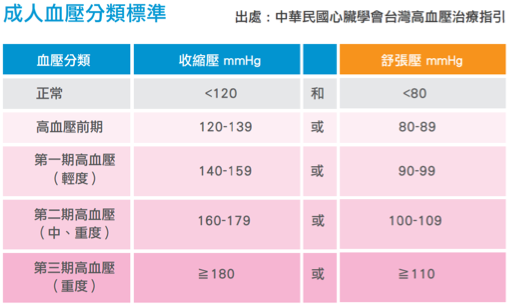 成人血壓分類標準
出處：中華民國心臟學會台灣高血壓治療指引
血壓分類 收縮壓 mmHg 舒張壓 mmHg
正常 <120 和 <80
高血壓前期 120-139 或 80-89
第一期高血壓
（輕度） 140-159 或 90-99
第二期高血壓
（中、重度） 160-179 或 100-109
第三期高血壓
（重度） ≧180 或 ≧110